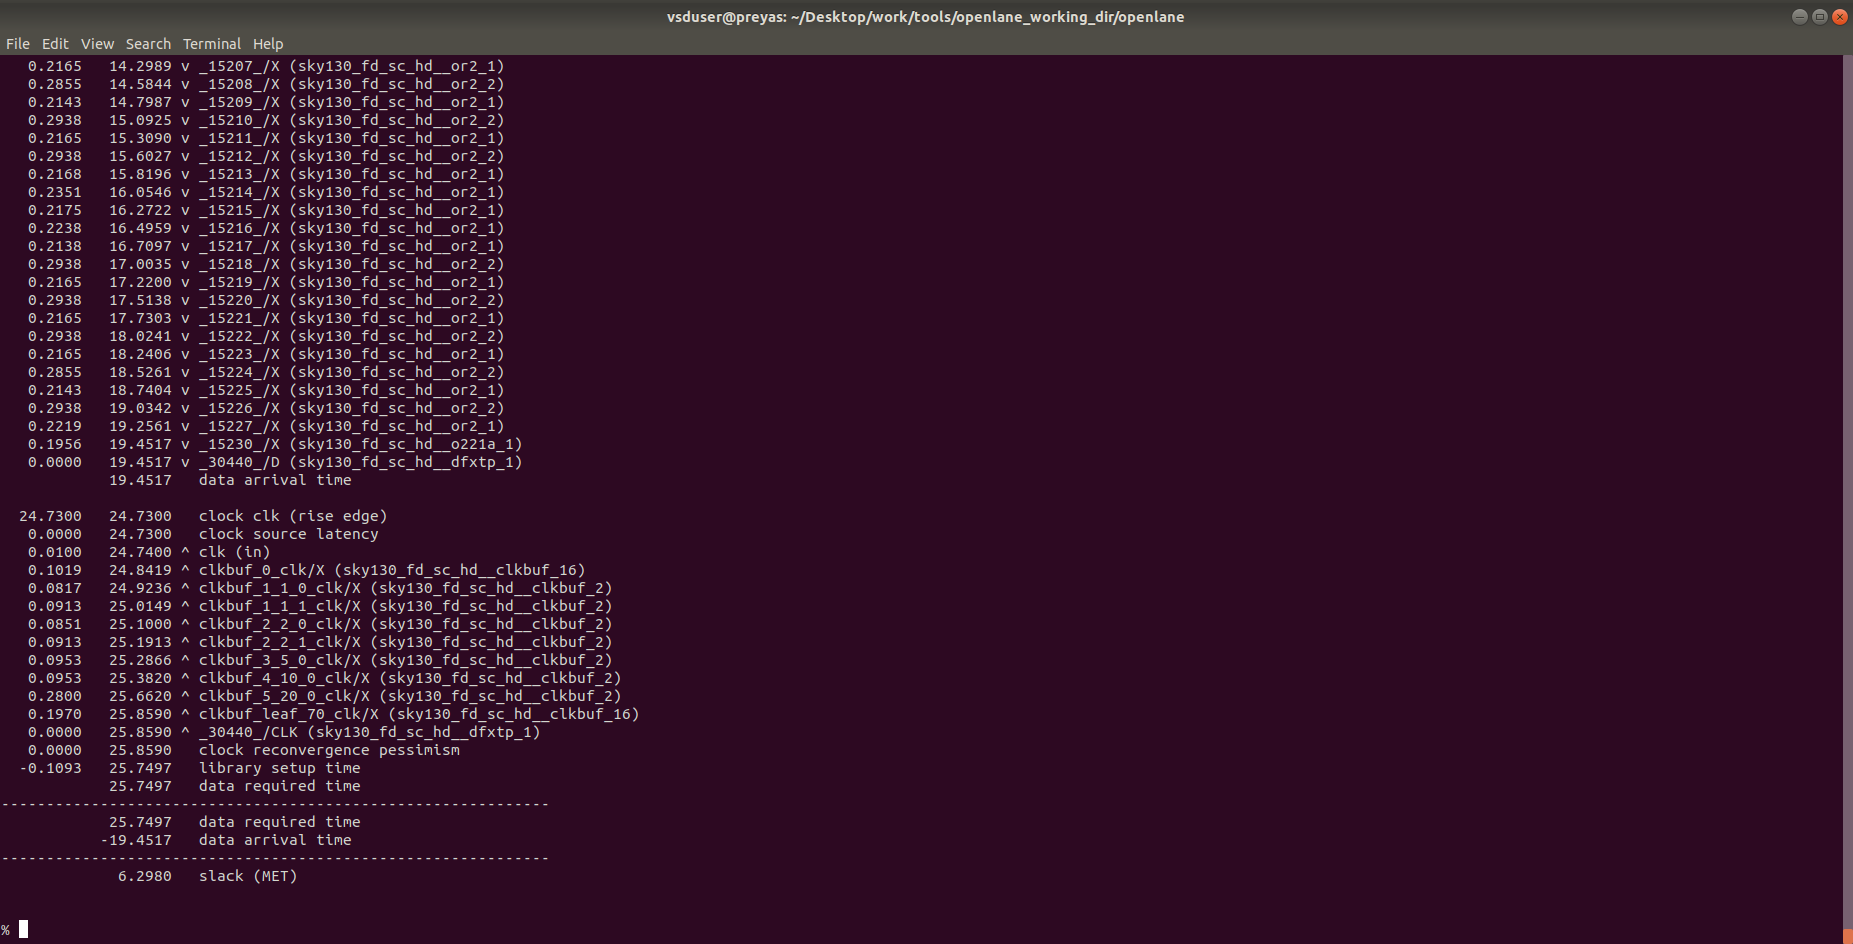 vsduser@preyas: ~/Desktop/work/tools/openlane_working_dir/openlane
File Edit View Search Terminal Help
   0.2165   14.2989 v _15207_/X (sky130_fd_sc_hd__or2_1)
   0.2855   14.5844 v _15208_/X (sky130_fd_sc_hd__or2_2)
   0.2143   14.7987 v _15209_/X (sky130_fd_sc_hd__or2_1)
   0.2938   15.0925 v _15210_/X (sky130_fd_sc_hd__or2_2)
   0.2165   15.3090 v _15211_/X (sky130_fd_sc_hd__or2_1)
   0.2938   15.6027 v _15212_/X (sky130_fd_sc_hd__or2_2)
   0.2168   15.8196 v _15213_/X (sky130_fd_sc_hd__or2_1)
   0.2351   16.0546 v _15214_/X (sky130_fd_sc_hd__or2_1)
   0.2175   16.2722 v _15215_/X (sky130_fd_sc_hd__or2_1)
   0.2238   16.4959 v _15216_/X (sky130_fd_sc_hd__or2_1)
   0.2138   16.7097 v _15217_/X (sky130_fd_sc_hd__or2_1)
   0.2938   17.0035 v _15218_/X (sky130_fd_sc_hd__or2_2)
   0.2165   17.2200 v _15219_/X (sky130_fd_sc_hd__or2_1)
   0.2938   17.5138 v _15220_/X (sky130_fd_sc_hd__or2_2)
   0.2165   17.7303 v _15221_/X (sky130_fd_sc_hd__or2_1)
   0.2938   18.0241 v _15222_/X (sky130_fd_sc_hd__or2_2)
   0.2165   18.2406 v _15223_/X (sky130_fd_sc_hd__or2_1)
   0.2855   18.5261 v _15224_/X (sky130_fd_sc_hd__or2_2)
   0.2143   18.7404 v _15225_/X (sky130_fd_sc_hd__or2_1)
   0.2938   19.0342 v _15226_/X (sky130_fd_sc_hd__or2_2)
   0.2219   19.2561 v _15227_/X (sky130_fd_sc_hd__or2_1)
   0.1956   19.4517 v _15230_/X (sky130_fd_sc_hd__o221a_1)
   0.0000   19.4517 v _30440_/D (sky130_fd_sc_hd__dfxtp_1)
            19.4517   data arrival time

  24.7300   24.7300   clock clk (rise edge)
   0.0000   24.7300   clock source latency
   0.0100   24.7400 ^ clk (in)
   0.1019   24.8419 ^ clkbuf_0_clk/X (sky130_fd_sc_hd__clkbuf_16)
   0.0817   24.9236 ^ clkbuf_1_1_0_clk/X (sky130_fd_sc_hd__clkbuf_2)
   0.0913   25.0149 ^ clkbuf_1_1_1_clk/X (sky130_fd_sc_hd__clkbuf_2)
   0.0851   25.1000 ^ clkbuf_2_2_0_clk/X (sky130_fd_sc_hd__clkbuf_2)
   0.0913   25.1913 ^ clkbuf_2_2_1_clk/X (sky130_fd_sc_hd__clkbuf_2)
   0.0953   25.2866 ^ clkbuf_3_5_0_clk/X (sky130_fd_sc_hd__clkbuf_2)
   0.0953   25.3820 ^ clkbuf_4_10_0_clk/X (sky130_fd_sc_hd__clkbuf_2)
   0.2800   25.6620 ^ clkbuf_5_20_0_clk/X (sky130_fd_sc_hd__clkbuf_2)
   0.1970   25.8590 ^ clkbuf_leaf_70_clk/X (sky130_fd_sc_hd__clkbuf_16)
   0.0000   25.8590 ^ _30440_/CLK (sky130_fd_sc_hd__dfxtp_1)
   0.0000   25.8590   clock reconvergence pessimism
  -0.1093   25.7497   library setup time
            25.7497   data required time
-------------------------------------------------------------
            25.7497   data required time
           -19.4517   data arrival time
-------------------------------------------------------------
             6.2980   slack (MET)

%